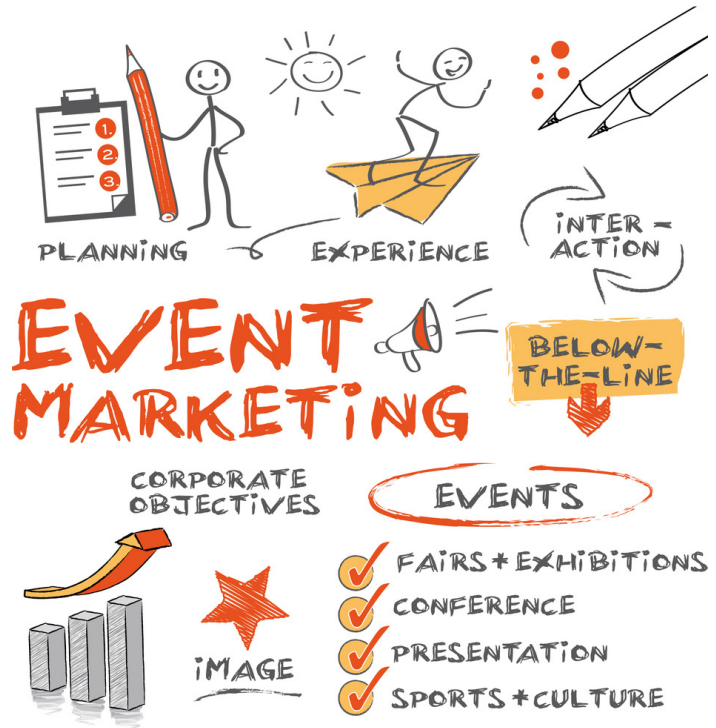 1.
2.
3.
PLANNING
EXPERIENCE
INTER-
ACTION
EVENT
MARKETING
BELOW-
THE-LINE
CORPORATE
OBJECTIVES
EVENTS
FAIRS * EXHIBITIONS
CONFERENCE
PRESENTATION
SPORTS * CULTURE
IMAGE